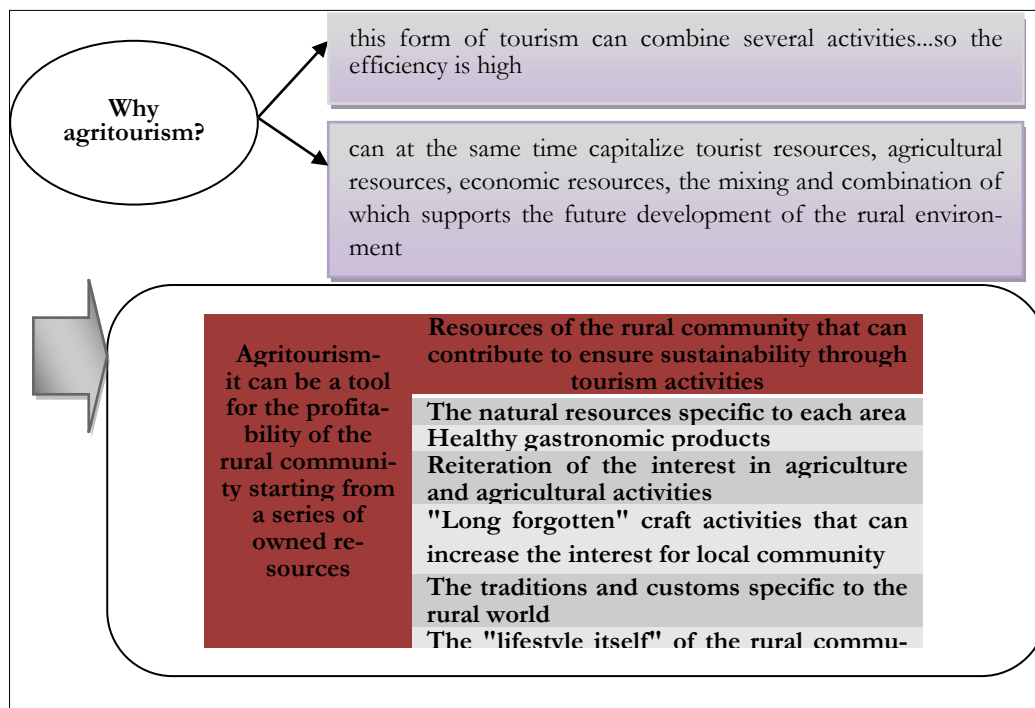 Why
agritourism?
this form of tourism can combine several activities...so the
efficiency is high
can at the same time capitalize tourist resources, agricultural
resources, economic resources, the mixing and combination of
which supports the future development of the rural environ-
ment
Agritourism-
it can be a tool
for the profita-
bility of the
rural communi-
ty starting from
a series of
owned re-
sources
Resources of the rural community that can
contribute to ensure sustainability through
tourism activities
The natural resources specific to each area
Healthy gastronomic products
Reiteration of the interest in agriculture
and agricultural activities
"Long forgotten" craft activities that can
increase the interest for local community
The traditions and customs specific to the
rural world
The "lifestyle itself" of the rural commu-